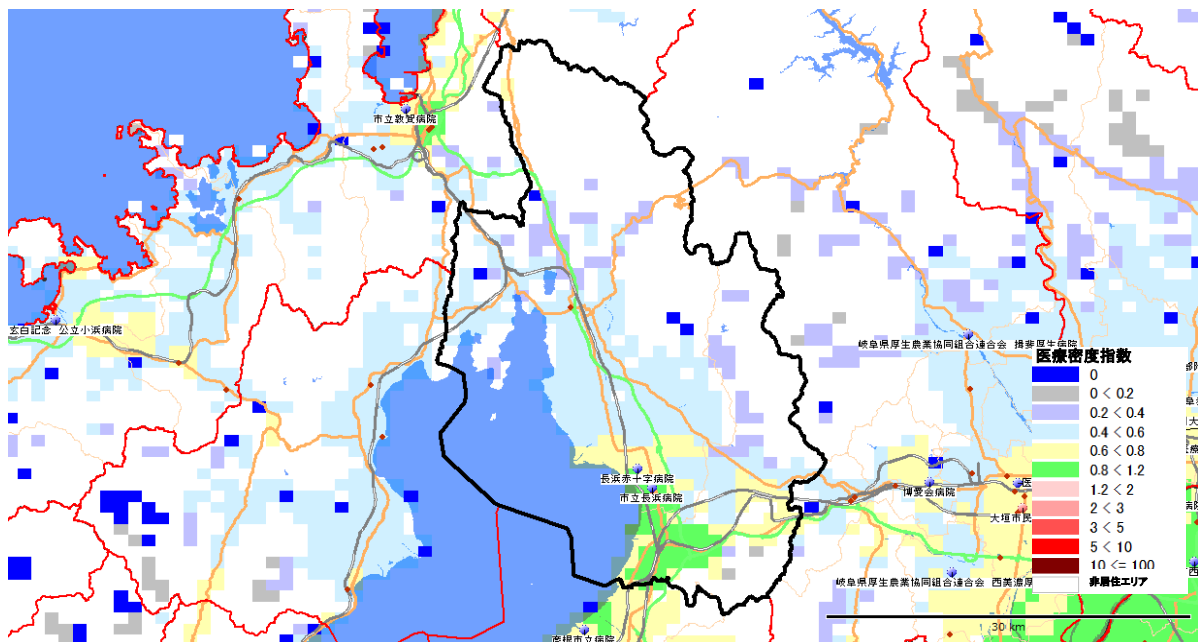 市立敦賀病院
玄白記念 公立小浜病院
岐阜県厚生農業協同組合連合会 揖斐厚生病院
医療密度指数
0
0 < 0.2
0.2 < 0.4
0.4 < 0.6
0.6 < 0.8
0.8 < 1.2
1.2 < 2
2 < 3
3 < 5
5 < 10
10 <= 100
非居住エリア
長浜赤十字病院
市立長浜病院
博愛会病院
大垣市民
岐阜県厚生農業協同組合連合会 西美濃厚
彦根市立病院
30 km